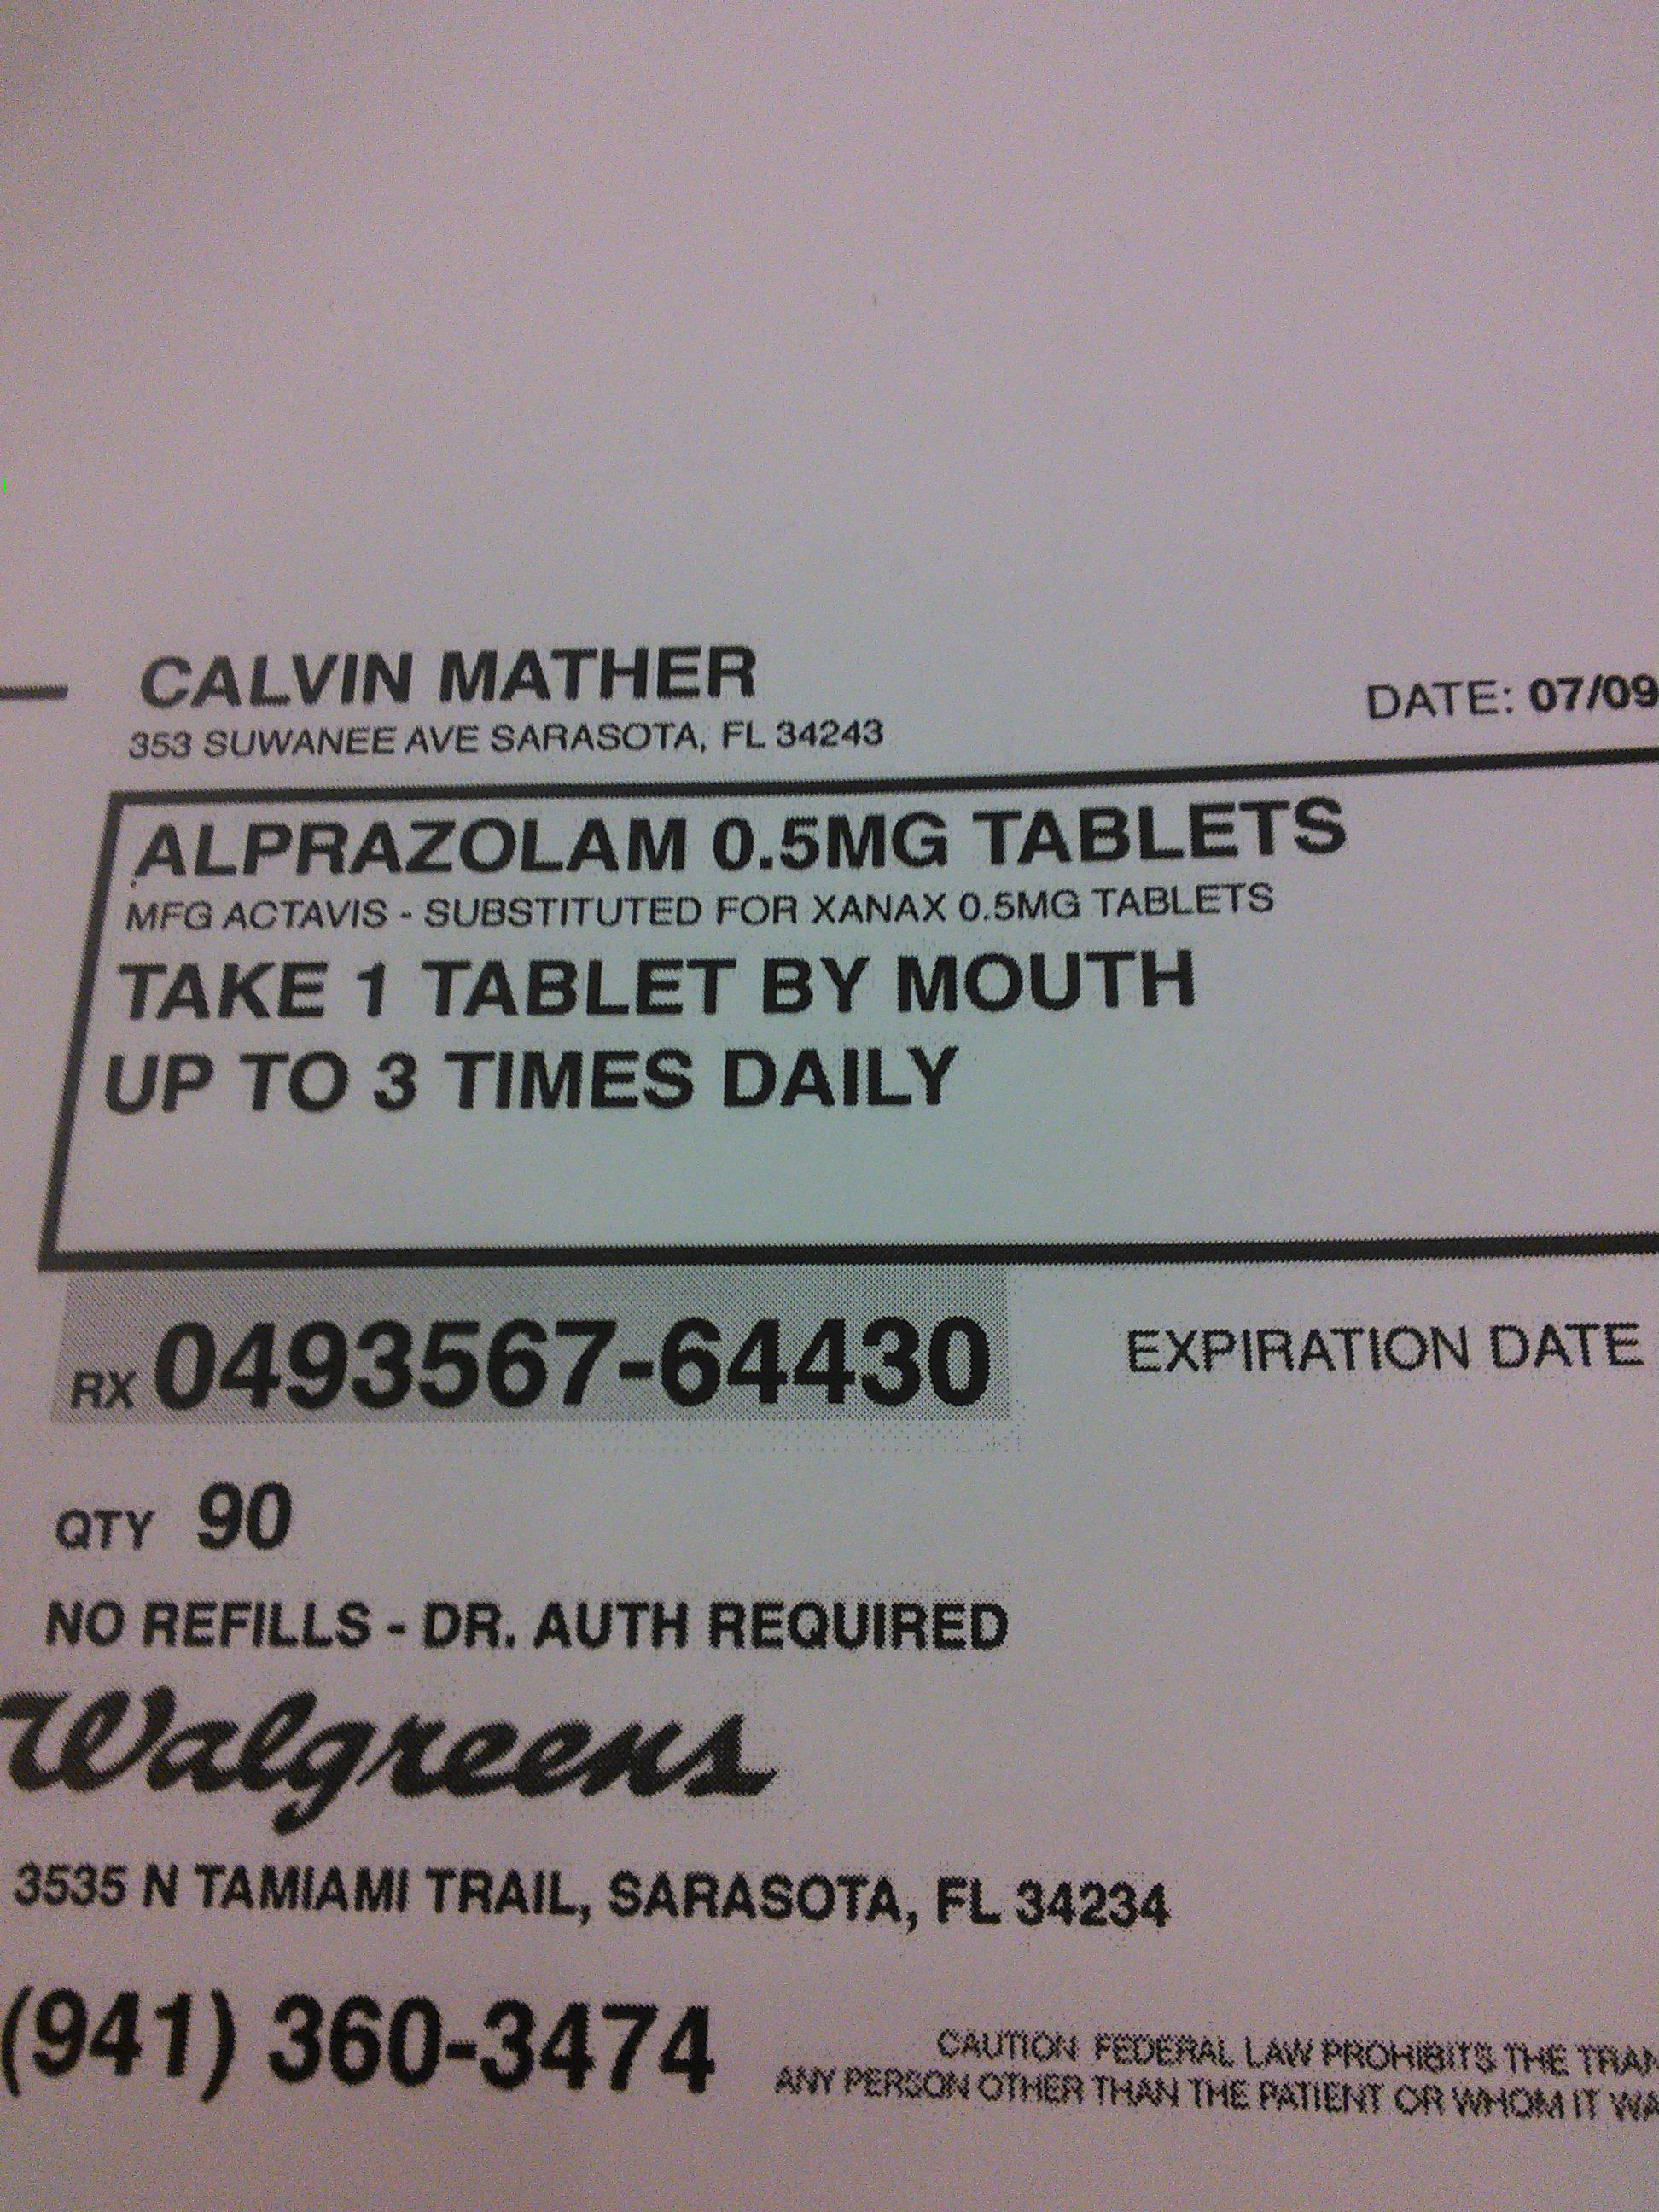 CALVIN MATHER
DATE: 07/09
353 SUWANEE AVE SARASOTA, FL 34243
ALPRAZOLAM 0.5MG TABLETS
MFG ACTAVIS - SUBSTITUTED FOR XANAX 0.5MG TABLETS
TAKE 1 TABLET BY MOUTH
UP TO 3 TIMES DAILY
RX 0493567-64430
EXPIRATION DATE
QTY 90
NO REFILLS - DR. AUTH REQUIRED
Walgreens
3535 N TAMIAMI TRAIL, SARASOTA, FL 34234
(941) 360-3474
CAUTION FEDERAL LAW PROHIBITS THE TRAN
ANY PERSON OTHER THAN THE PATIENT OR WHOM IT WA